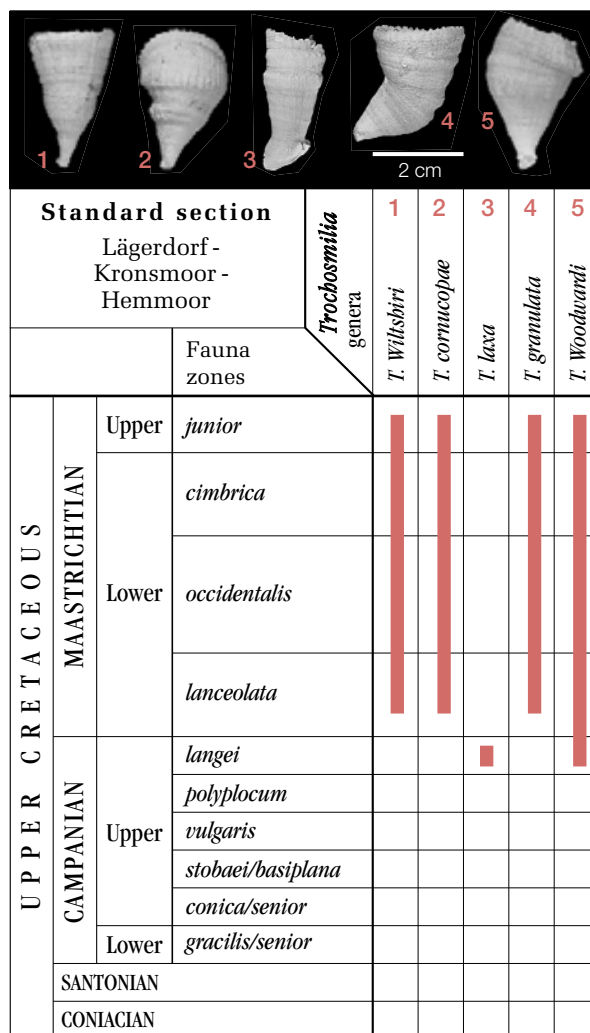 1
2
3
4
5
2 cm
Standard section
Lägerdorf -
Kronsmoor -
Hemmoor
Trochosmilia
genera
1
2
3
4
5
T. Wiltshiri
T. cornucopae
T. laxa
T. granulata
T. Woodwardi
Fauna
zones
UPPER CRETACEOUS
MAASTRICHTIAN
Upper
junior
Lower
cimbrica
occidentalis
lanceolata
CAMPANIAN
Upper
langei
polyplocum
vulgaris
stobaei/basiplana
conica/senior
Lower
gracilis/senior
SANTONIAN
CONIACIAN